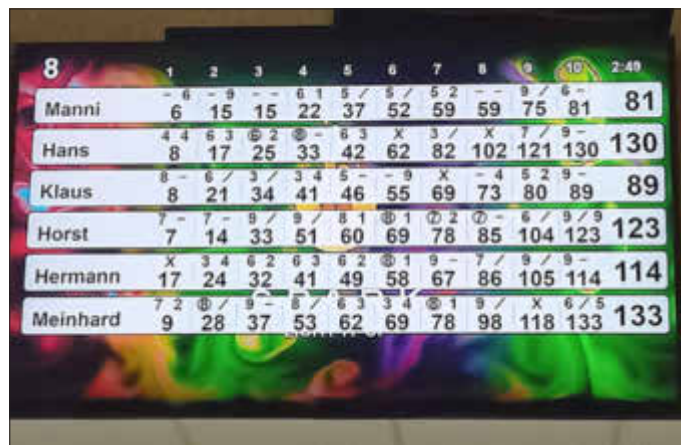 8 1 2 3 4 5 6 7 8 9 10 2:49
- 6 - 9 - - 6 1 5 / 5 / 5 2 - - 9 / 6 -
Manni 6 15 15 22 37 52 59 59 75 81 81
4 4 6 3 ⑥ 2 ⑧ - 6 3 X 3 / X 7 / 9 -
Hans 8 17 25 33 42 62 82 102 121 130 130
8 - 6 / 3 / 3 4 5 - - 9 X - 4 5 2 9 -
Klaus 8 21 34 41 46 55 69 73 80 89 89
7 - 7 - 9 / 9 / 8 1 ⑧ 1 ⑦ 2 ⑦ - 6 / 9 / 9
Horst 7 14 33 51 60 69 78 85 104 123 123
X 3 4 6 2 6 3 6 2 ⑧ 1 9 - 7 / 9 / 9 -
Hermann 17 24 32 41 49 58 67 86 105 114 114
7 2 ⑧ / 9 - 8 / 6 3 3 4 ⑧ 1 9 / X 6 / 5
Meinhard 9 28 37 53 62 69 78 98 118 133 133